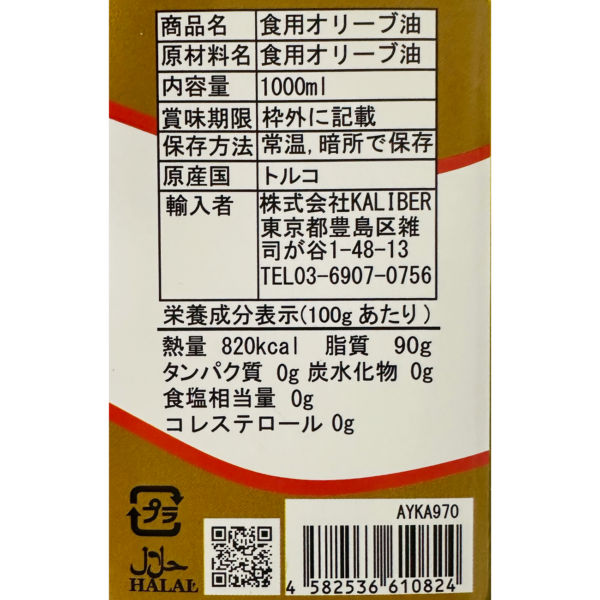 商品名 食用オリーブ油
原材料名 食用オリーブ油
内容量 1000ml
賞味期限 枠外に記載
保存方法 常温,暗所で保存
原産国 トルコ
輸入者 株式会社KALIBER
東京都豊島区雑
司が谷1-48-13
TEL03-6907-0756
栄養成分表示(100gあたり)
熱量 820kcal 脂質 90g
タンパク質 0g 炭水化物 0g
食塩相当量 0g
コレステロール 0g
プラ
حلال
HALAL
AYKA970
4 582536 610824